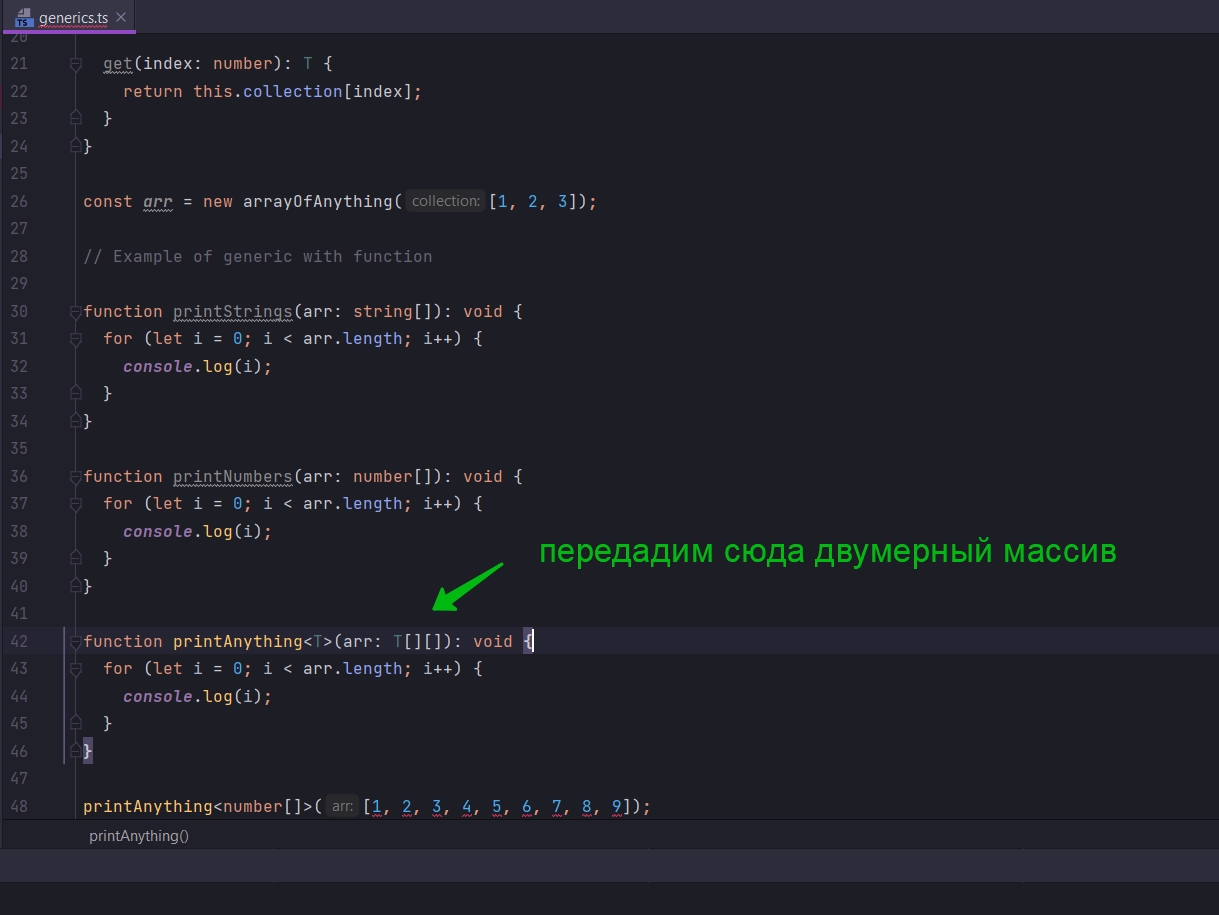 generics.ts
20
21 get(index: number): T {
22 return this.collection[index];
23 }
24 }
25
26 const arr = new arrayOfAnything( collection: [1, 2, 3]);
27
28 // Example of generic with function
29
30 function printStrings(arr: string[]): void {
31 for (let i = 0; i < arr.length; i++) {
32 console.log(i);
33 }
34 }
35
36 function printNumbers(arr: number[]): void {
37 for (let i = 0; i < arr.length; i++) {
38 console.log(i);
39 }
передадим сюда двумерный массив
40 }
41
42 function printAnything<T>(arr: T[][]): void {
43 for (let i = 0; i < arr.length; i++) {
44 console.log(i);
45 }
46 }
47
48 printAnything<number[]>( arr: [1, 2, 3, 4, 5, 6, 7, 8, 9]);
printAnything()